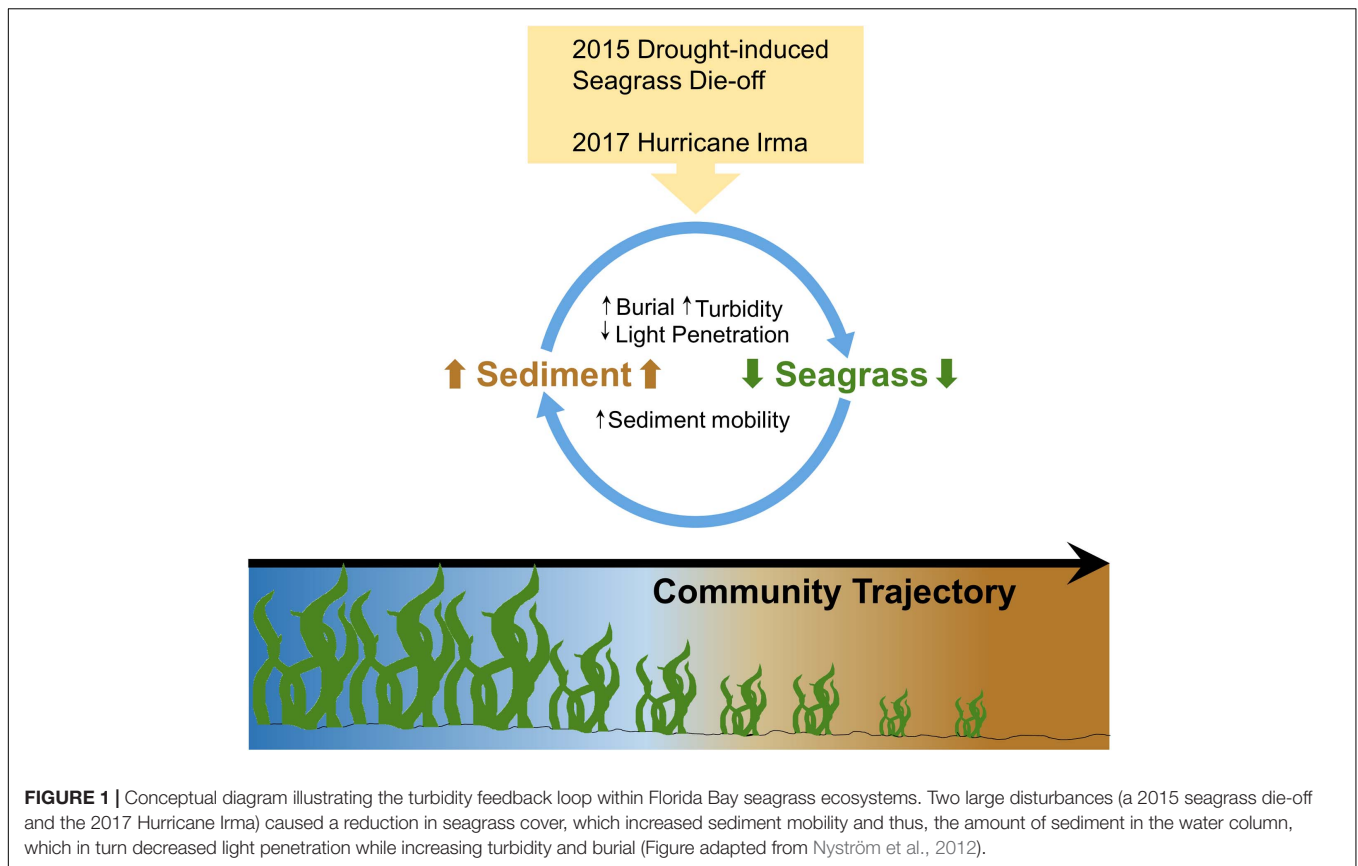 2015 Drought-induced
Seagrass Die-off
2017 Hurricane Irma
↑Burial ↑Turbidity
↓Light Penetration
⬆ Sediment ⬆ ⬇ Seagrass ⬇
↑Sediment mobility
Community Trajectory
FIGURE 1 | Conceptual diagram illustrating the turbidity feedback loop within Florida Bay seagrass ecosystems. Two large disturbances (a 2015 seagrass die-off
and the 2017 Hurricane Irma) caused a reduction in seagrass cover, which increased sediment mobility and thus, the amount of sediment in the water column,
which in turn decreased light penetration while increasing turbidity and burial (Figure adapted from Nyström et al., 2012).